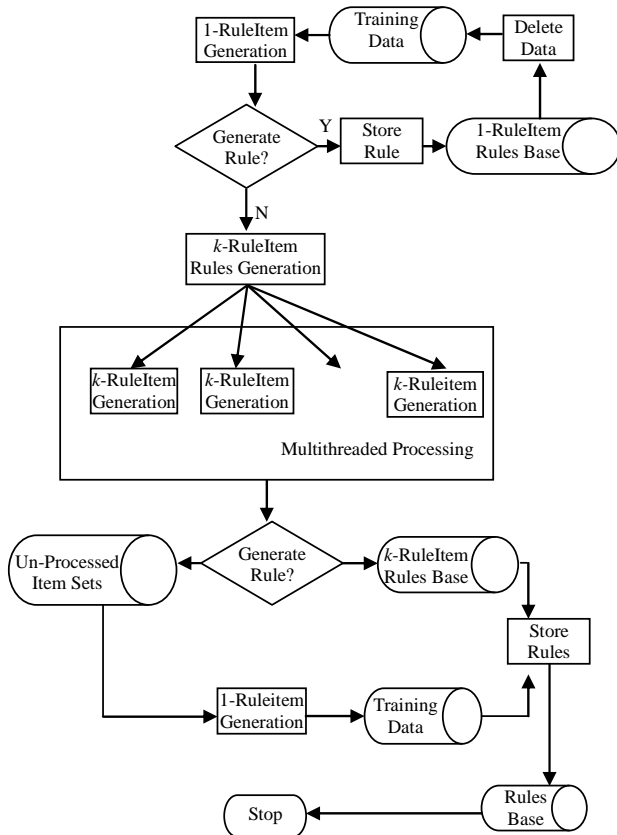 1-RuleItem
Generation
Training
Data
Delete
Data
Generate
Rule?
Y
Store
Rule
1-RuleItem
Rules Base
N
k-RuleItem
Rules Generation
k-RuleItem
Generation
k-RuleItem
Generation
k-Ruleitem
Generation
Multithreaded Processing
Un-Processed
Item Sets
Generate
Rule?
k-RuleItem
Rules Base
Store
Rules
1-Ruleitem
Generation
Training
Data
Stop
Rules
Base